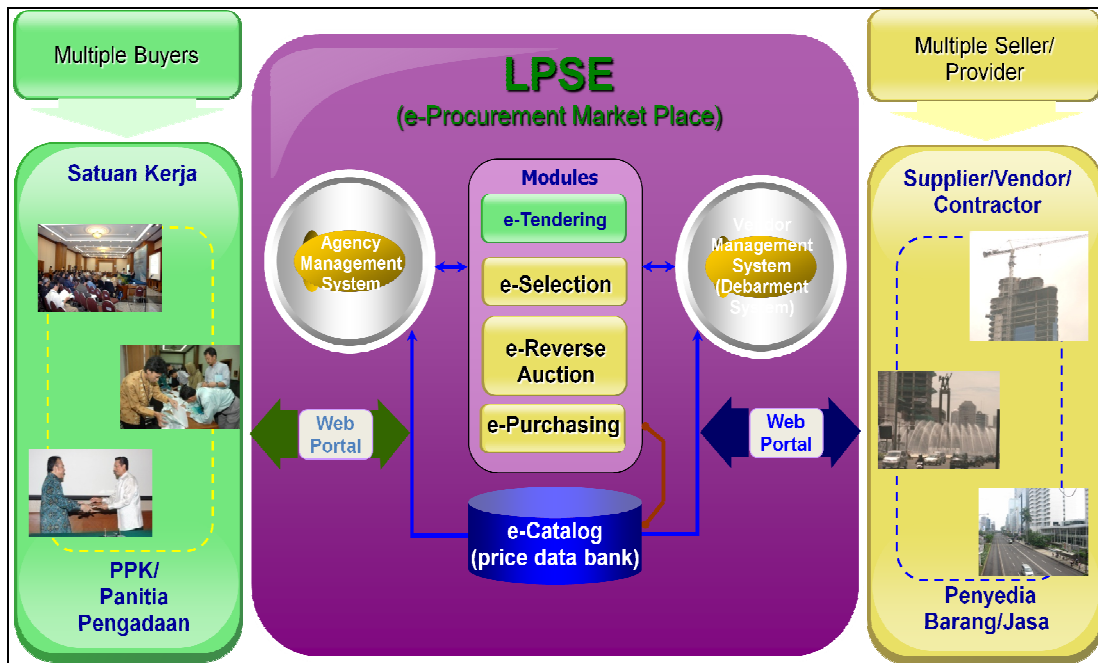 Multiple Buyers
Satuan Kerja
PPK/
Panitia
Pengadaan
LPSE
(e-Procurement Market Place)
Agency
Management
System
Web
Portal
Modules
e-Tendering
e-Selection
e-Reverse
Auction
e-Purchasing
e-Catalog
(price data bank)
Vendor
Management
System
(Debarment
System)
Web
Portal
Multiple Seller/
Provider
Supplier/Vendor/
Contractor
Penyedia
Barang/Jasa